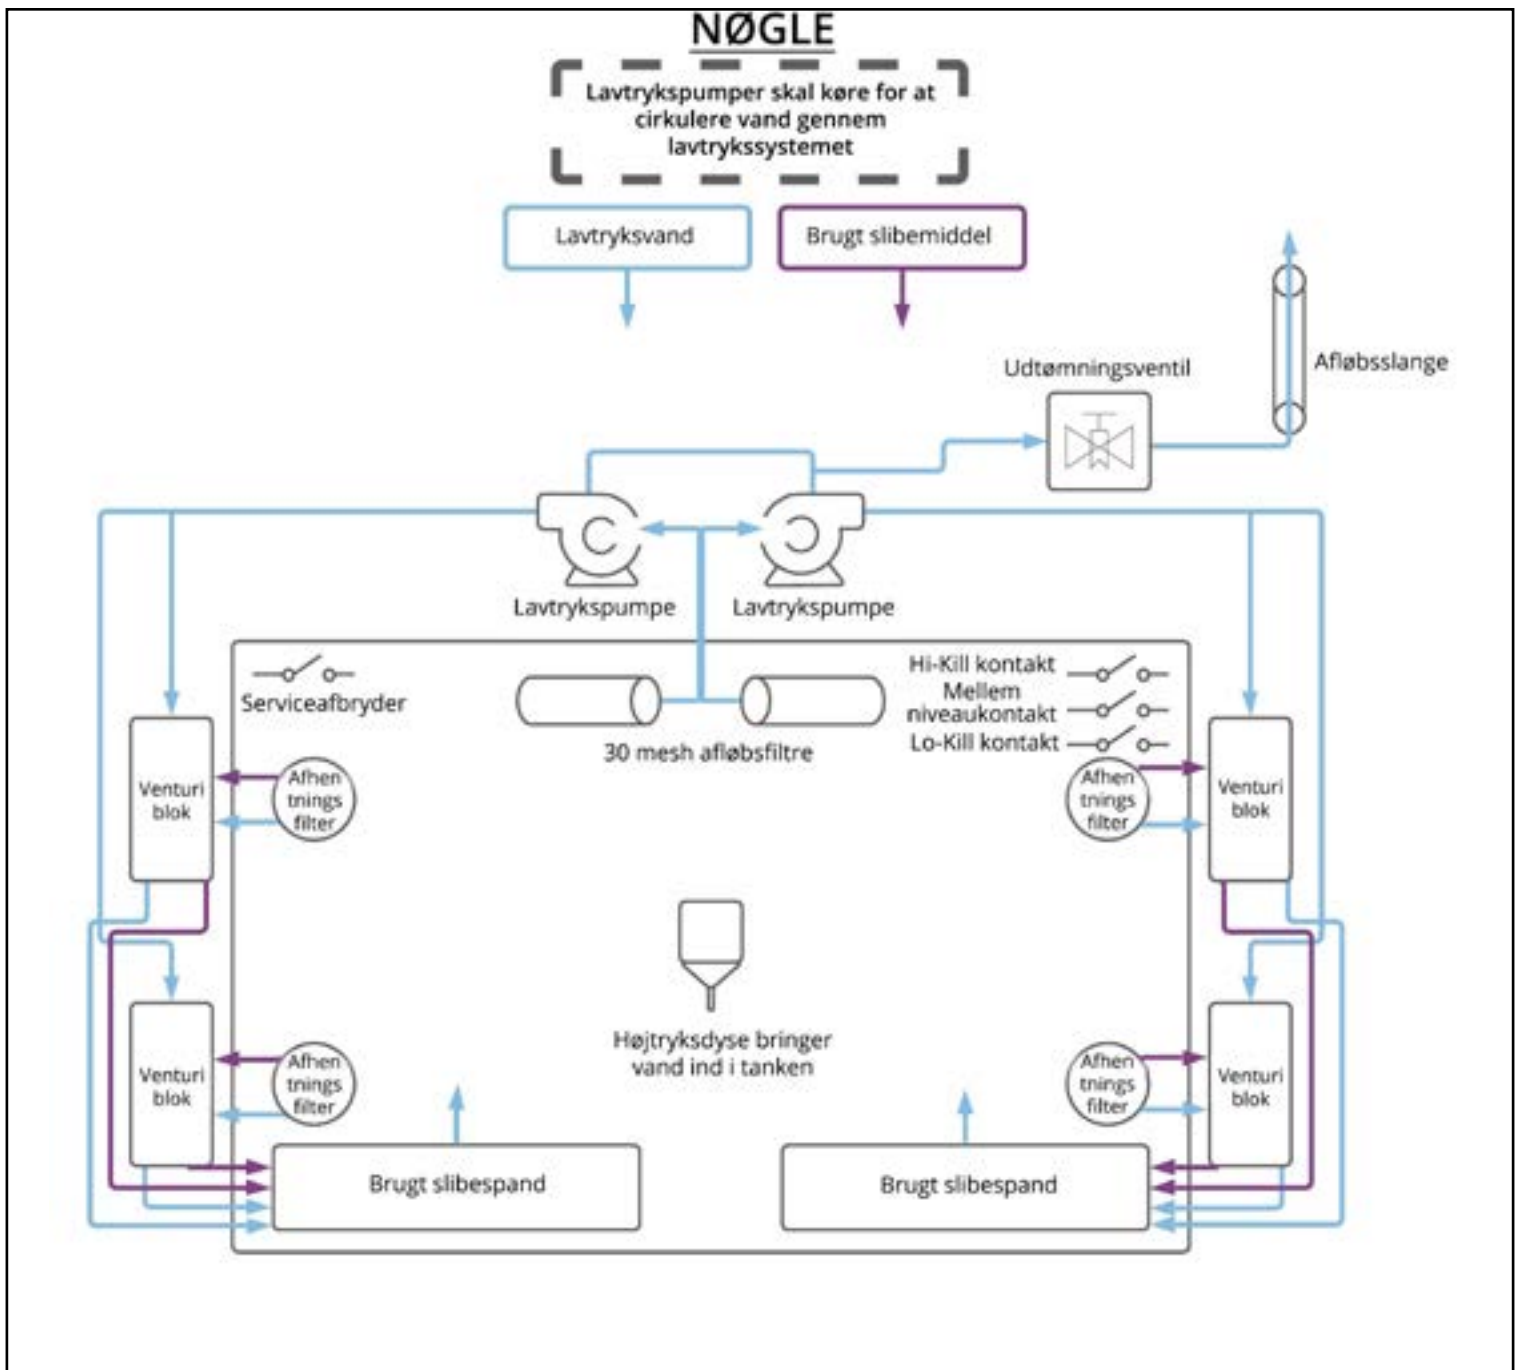 NØGLE
Lavtrykspumper skal køre for at
cirkulere vand gennem
lavtrykssystemet
Lavtryksvand
Brugt slibemiddel
Udtømningsventil
Afløbsslange
Lavtrykspumpe
Lavtrykspumpe
Serviceafbryder
30 mesh afløbsfiltre
Hi-Kill kontakt
Mellem
niveaukontakt
Lo-Kill kontakt
Venturi
blok
Afhen
tnings
filter
Afhen
tnings
filter
Venturi
blok
Højtryksdyse bringer
vand ind i tanken
Venturi
blok
Afhen
tnings
filter
Afhen
tnings
filter
Venturi
blok
Brugt slibespand
Brugt slibespand